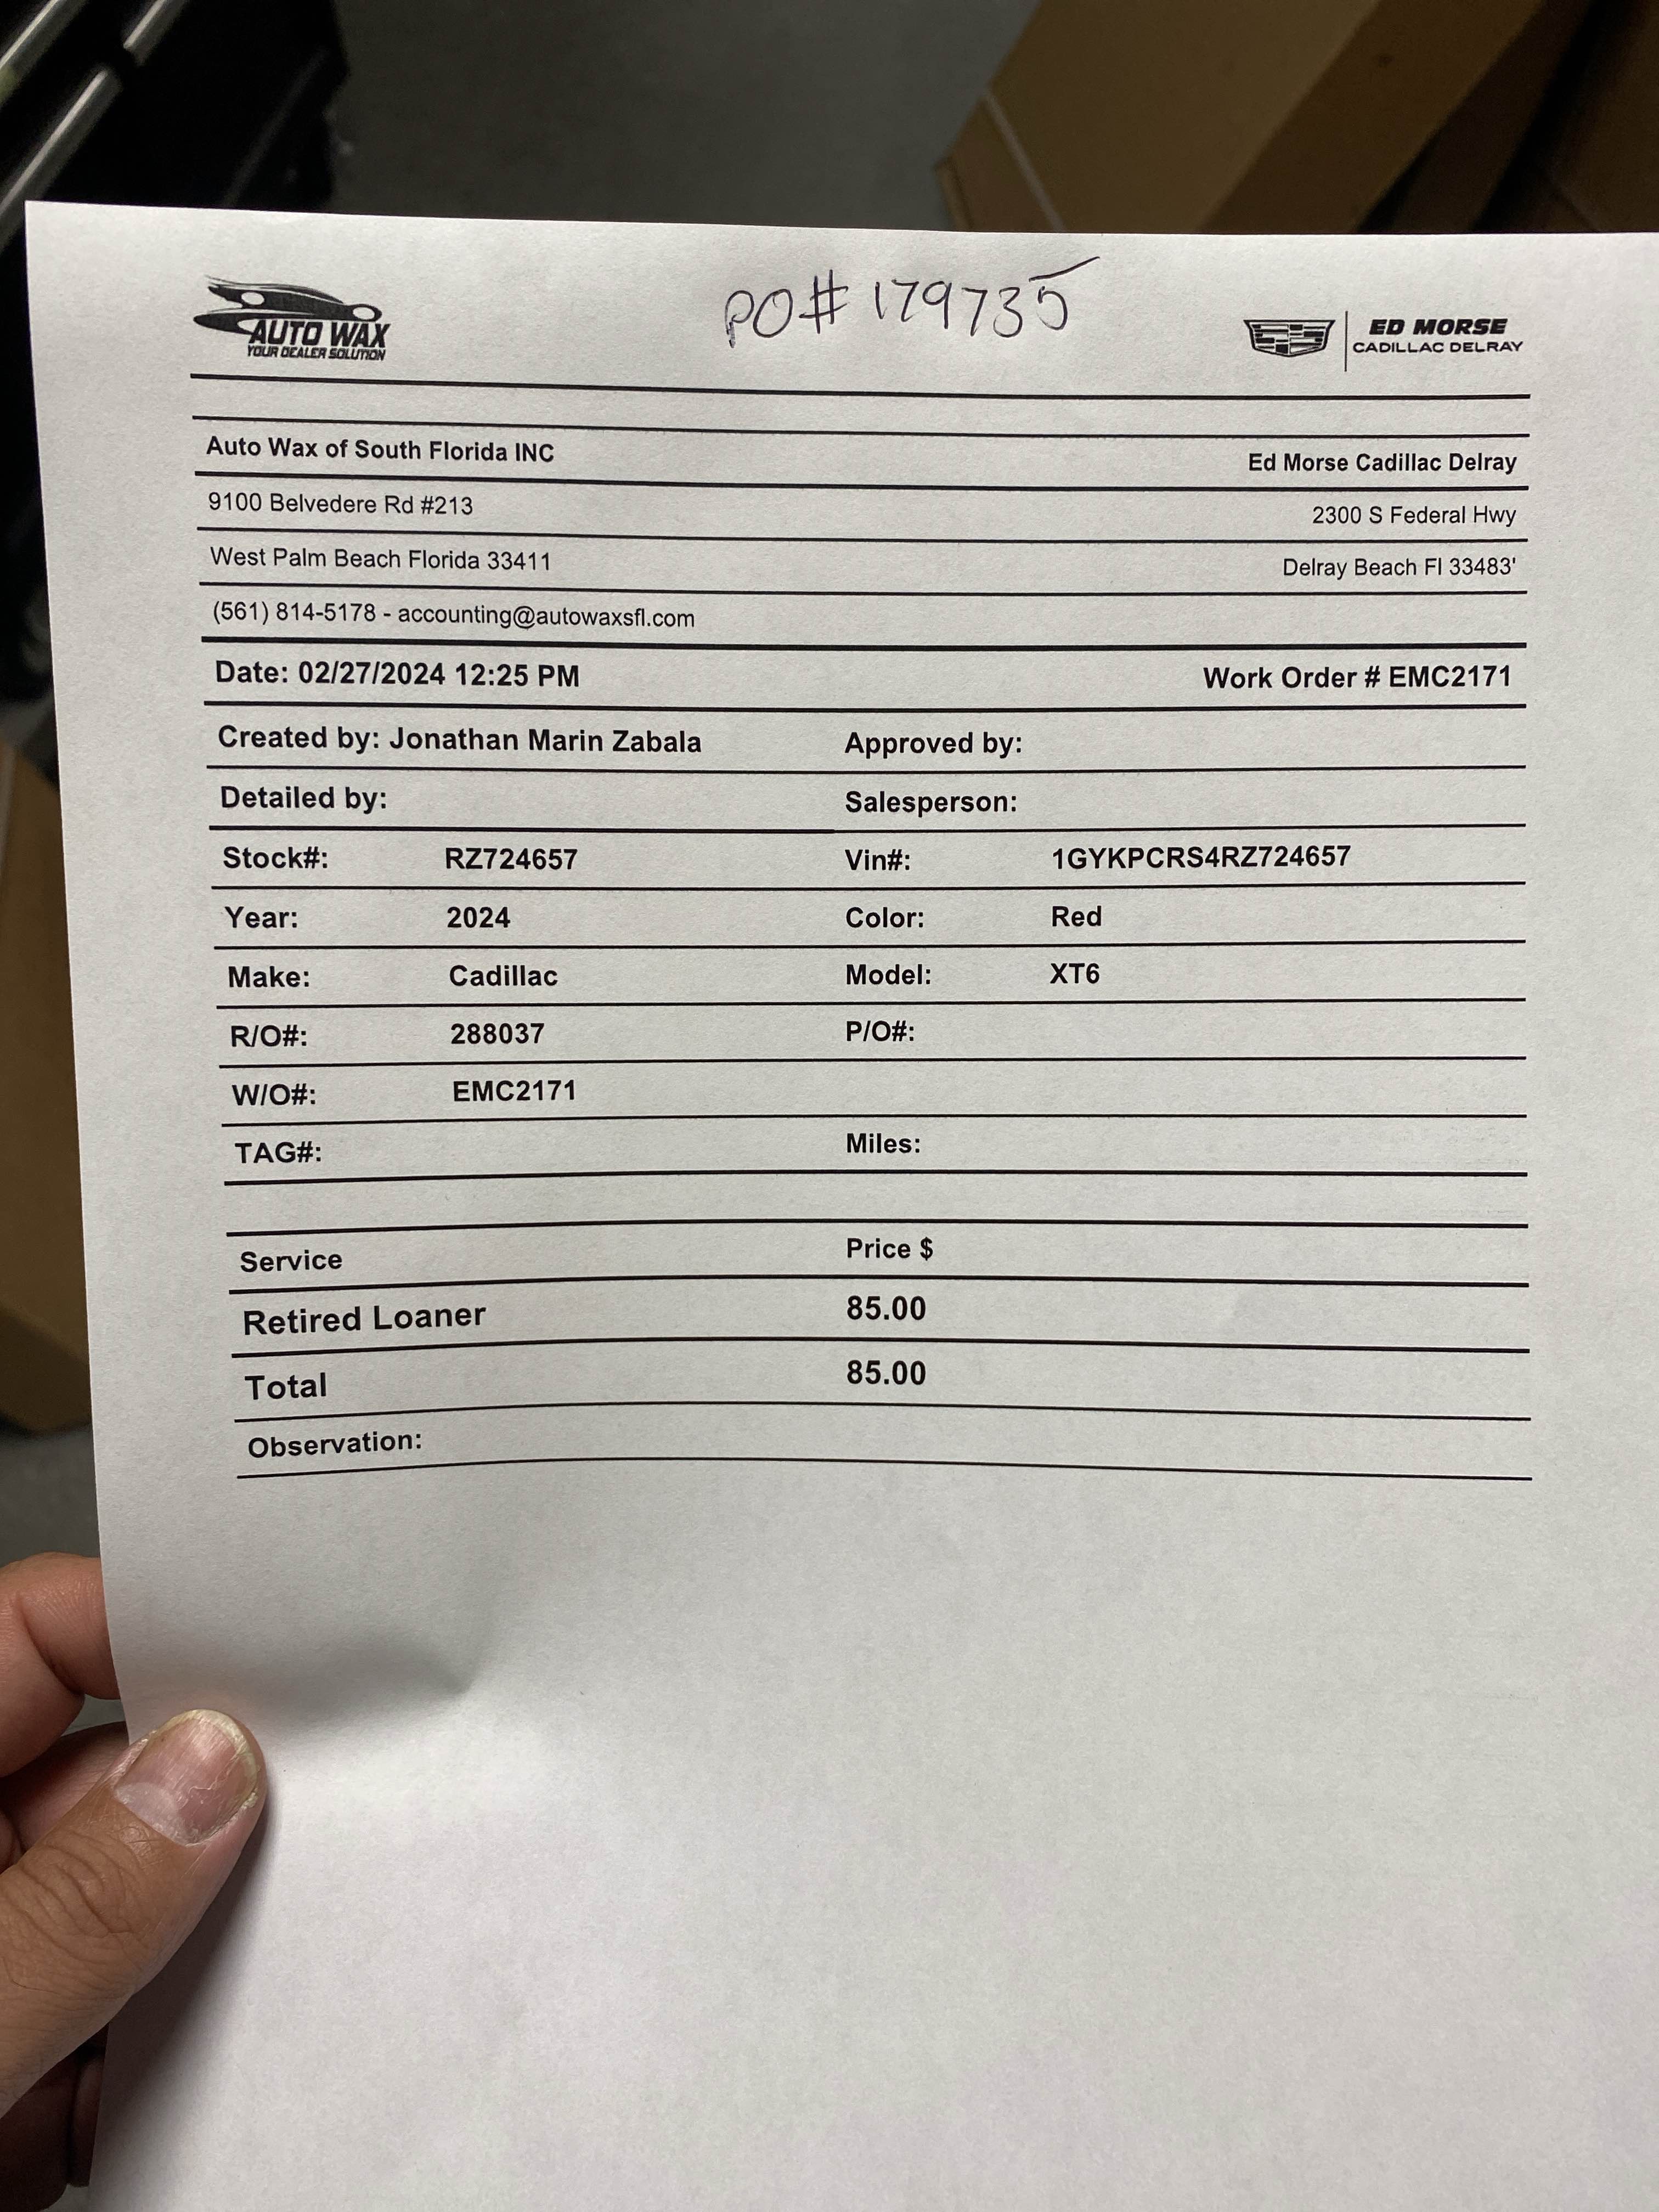 PO# 179735
AUTO WAX
YOUR DEALER SOLUTION
ED MORSE
CADILLAC DELRAY
Auto Wax of South Florida INC Ed Morse Cadillac Delray
9100 Belvedere Rd #213 2300 S Federal Hwy
West Palm Beach Florida 33411 Delray Beach Fl 33483'
(561) 814-5178 - accounting@autowaxsfl.com
Date: 02/27/2024 12:25 PM Work Order # EMC2171
Created by: Jonathan Marin Zabala Approved by:
Detailed by: Salesperson:
Stock#: RZ724657 Vin#: 1GYKPCRS4RZ724657
Year: 2024 Color: Red
Make: Cadillac Model: XT6
R/O#: 288037 P/O#:
W/O#: EMC2171
TAG#: Miles:
Service Price $
Retired Loaner 85.00
Total 85.00
Observation: